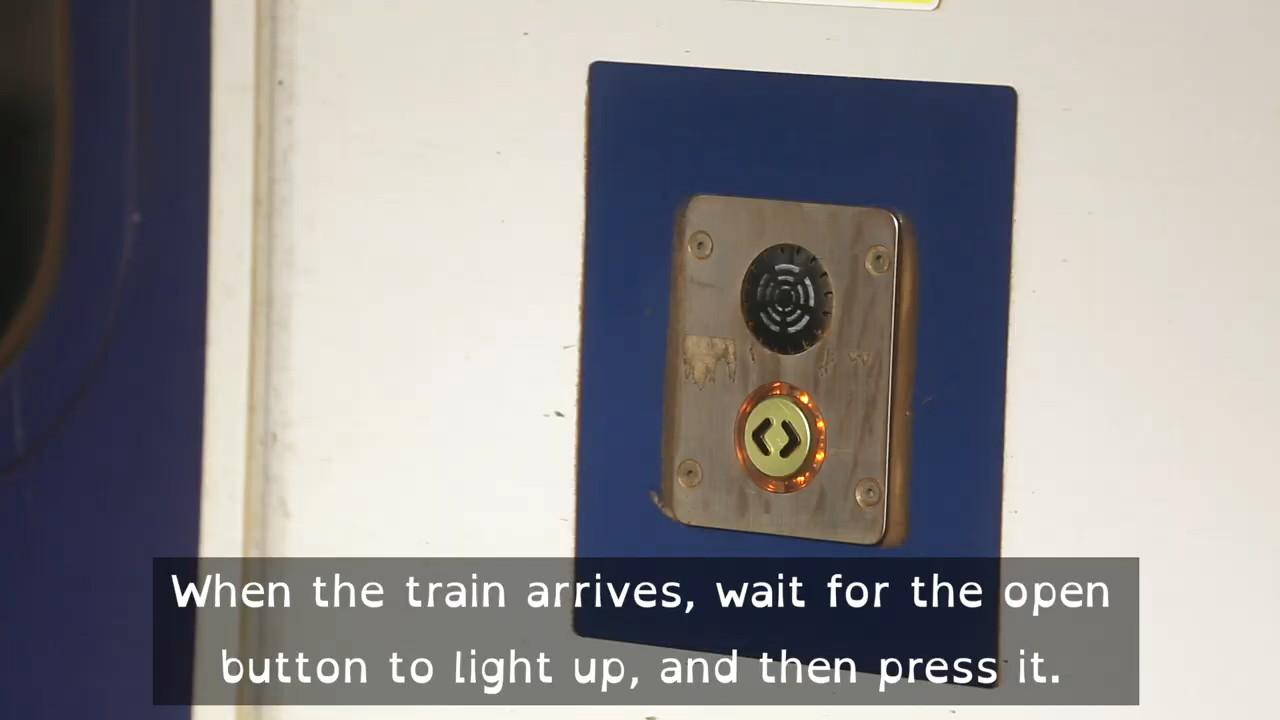 When the train arrives, wait for the open
button to light up, and then press it.